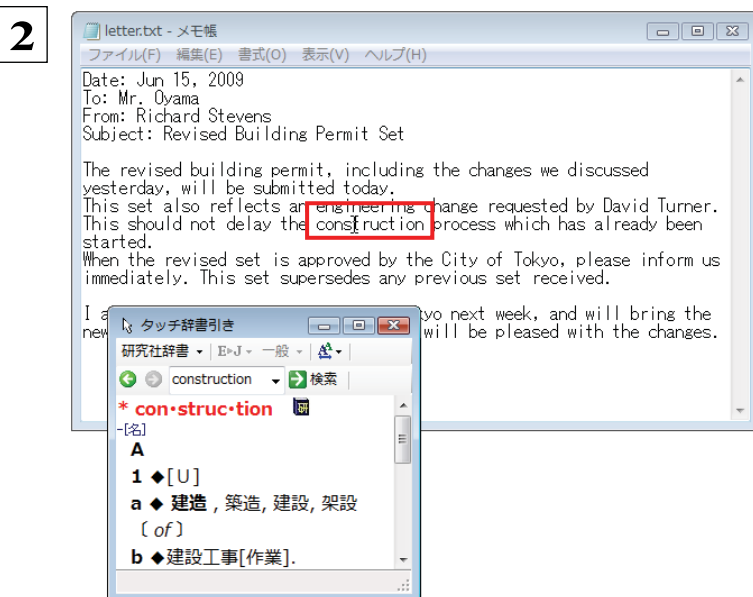 2
letter.txt - メモ帳
ファイル(F) 編集(E) 書式(O) 表示(V) ヘルプ(H)
Date: Jun 15, 2009
To: Mr. Oyama
From: Richard Stevens
Subject: Revised Building Permit Set
The revised building permit, including the changes we discussed
yesterday, will be submitted today.
This set also reflects an engineering change requested by David Turner.
This should not delay the construction process which has already been
started.
When the revised set is approved by the City of Tokyo, please inform us
immediately. This set supersedes any previous set received.
I a yo next week, and will bring the
new will be pleased with the changes.
タッチ辞書引き
研究社辞書 E▸J 一般
construction 検索
* con•struc•tion 研
-[名]
A
1 ◆[U]
a ◆ 建造 , 築造, 建設, 架設
〔 of 〕
b ◆建設工事[作業].